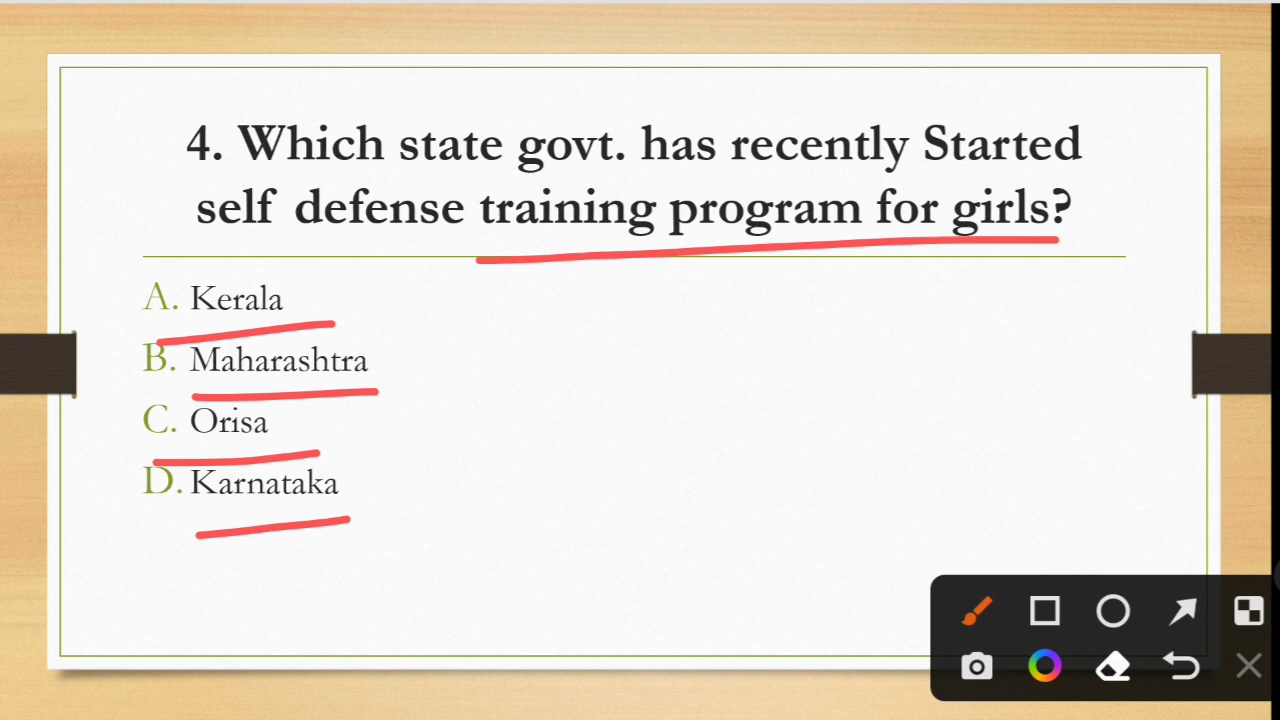 4. Which state govt. has recently Started
self defense training program for girls?
A. Kerala
B. Maharashtra
C. Orisa
D. Karnataka